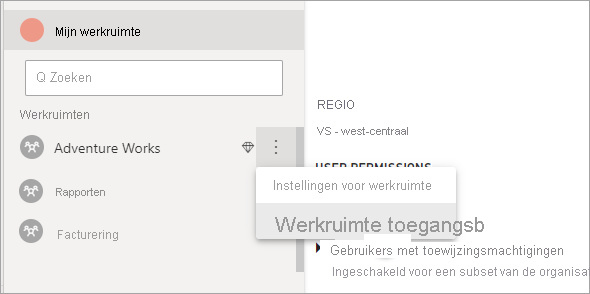 Mijn werkruimte
Q Zoeken
Werkruimten
Adventure Works
Rapporten
Facturering
REGIO
VS - west-centraal
USER PERMISSIONS
Instellingen voor werkruimte
Werkruimte toegangsb
Gebruikers met toewijzingsmachtigingen
Ingeschakeld voor een subset van de organisat